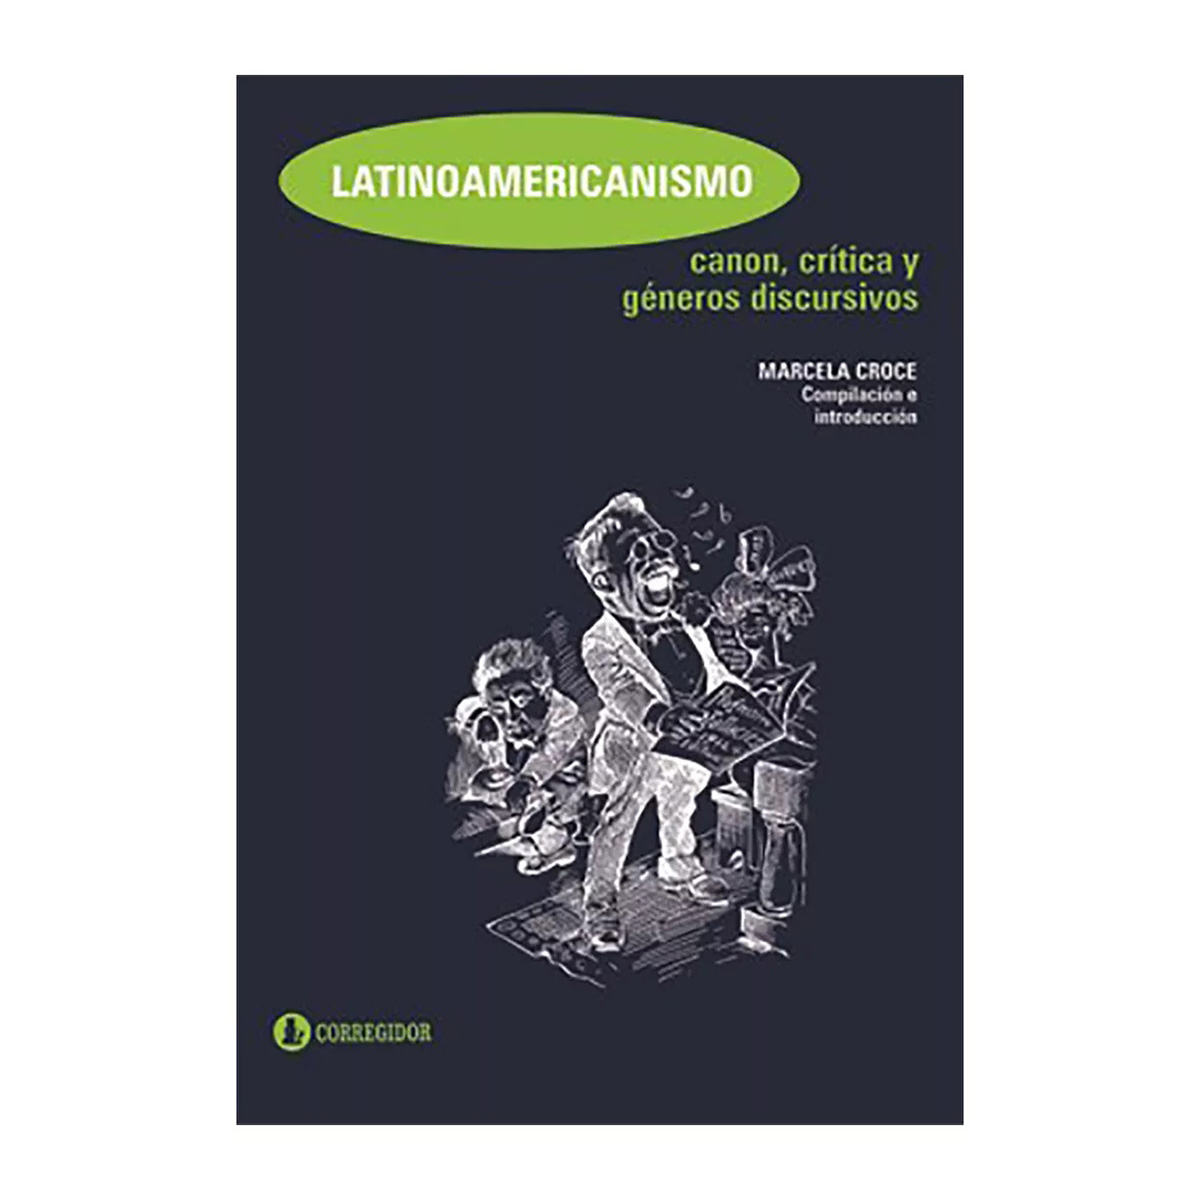 LATINOAMERICANISMO
canon, crítica y
géneros discursivos
MARCELA CROCE
Compilación e
introducción
CORREGIDOR